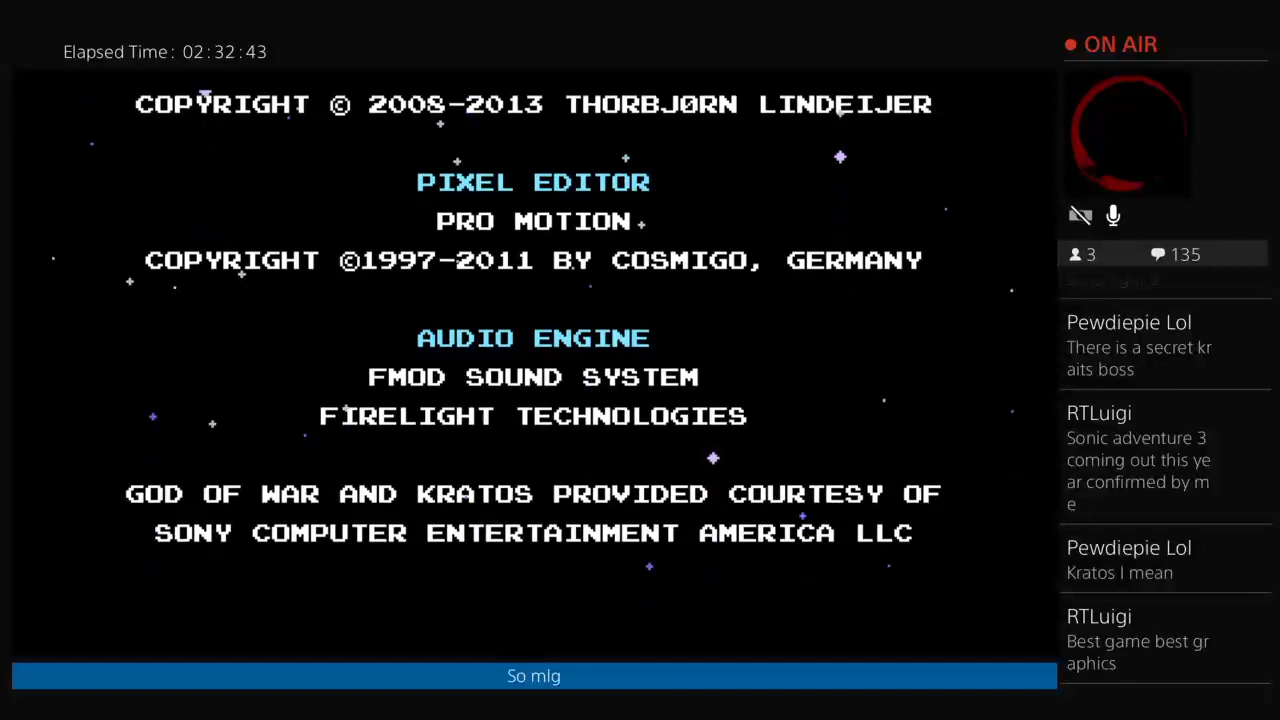 Elapsed Time: 02:32:43
ON AIR
COPYRIGHT © 2008-2013 THORBJØRN LINDEIJER
PIXEL EDITOR
PRO MOTION
COPYRIGHT ©1997-2011 BY COSMIGO, GERMANY
AUDIO ENGINE
FMOD SOUND SYSTEM
FIRELIGHT TECHNOLOGIES
GOD OF WAR AND KRATOS PROVIDED COURTESY OF
SONY COMPUTER ENTERTAINMENT AMERICA LLC
So mlg
3 135
Pewdiepie Lol
There is a secret kr
aits boss
RTLuigi
Sonic adventure 3
coming out this ye
ar confirmed by m
e
Pewdiepie Lol
Kratos I mean
RTLuigi
Best game best gr
aphics